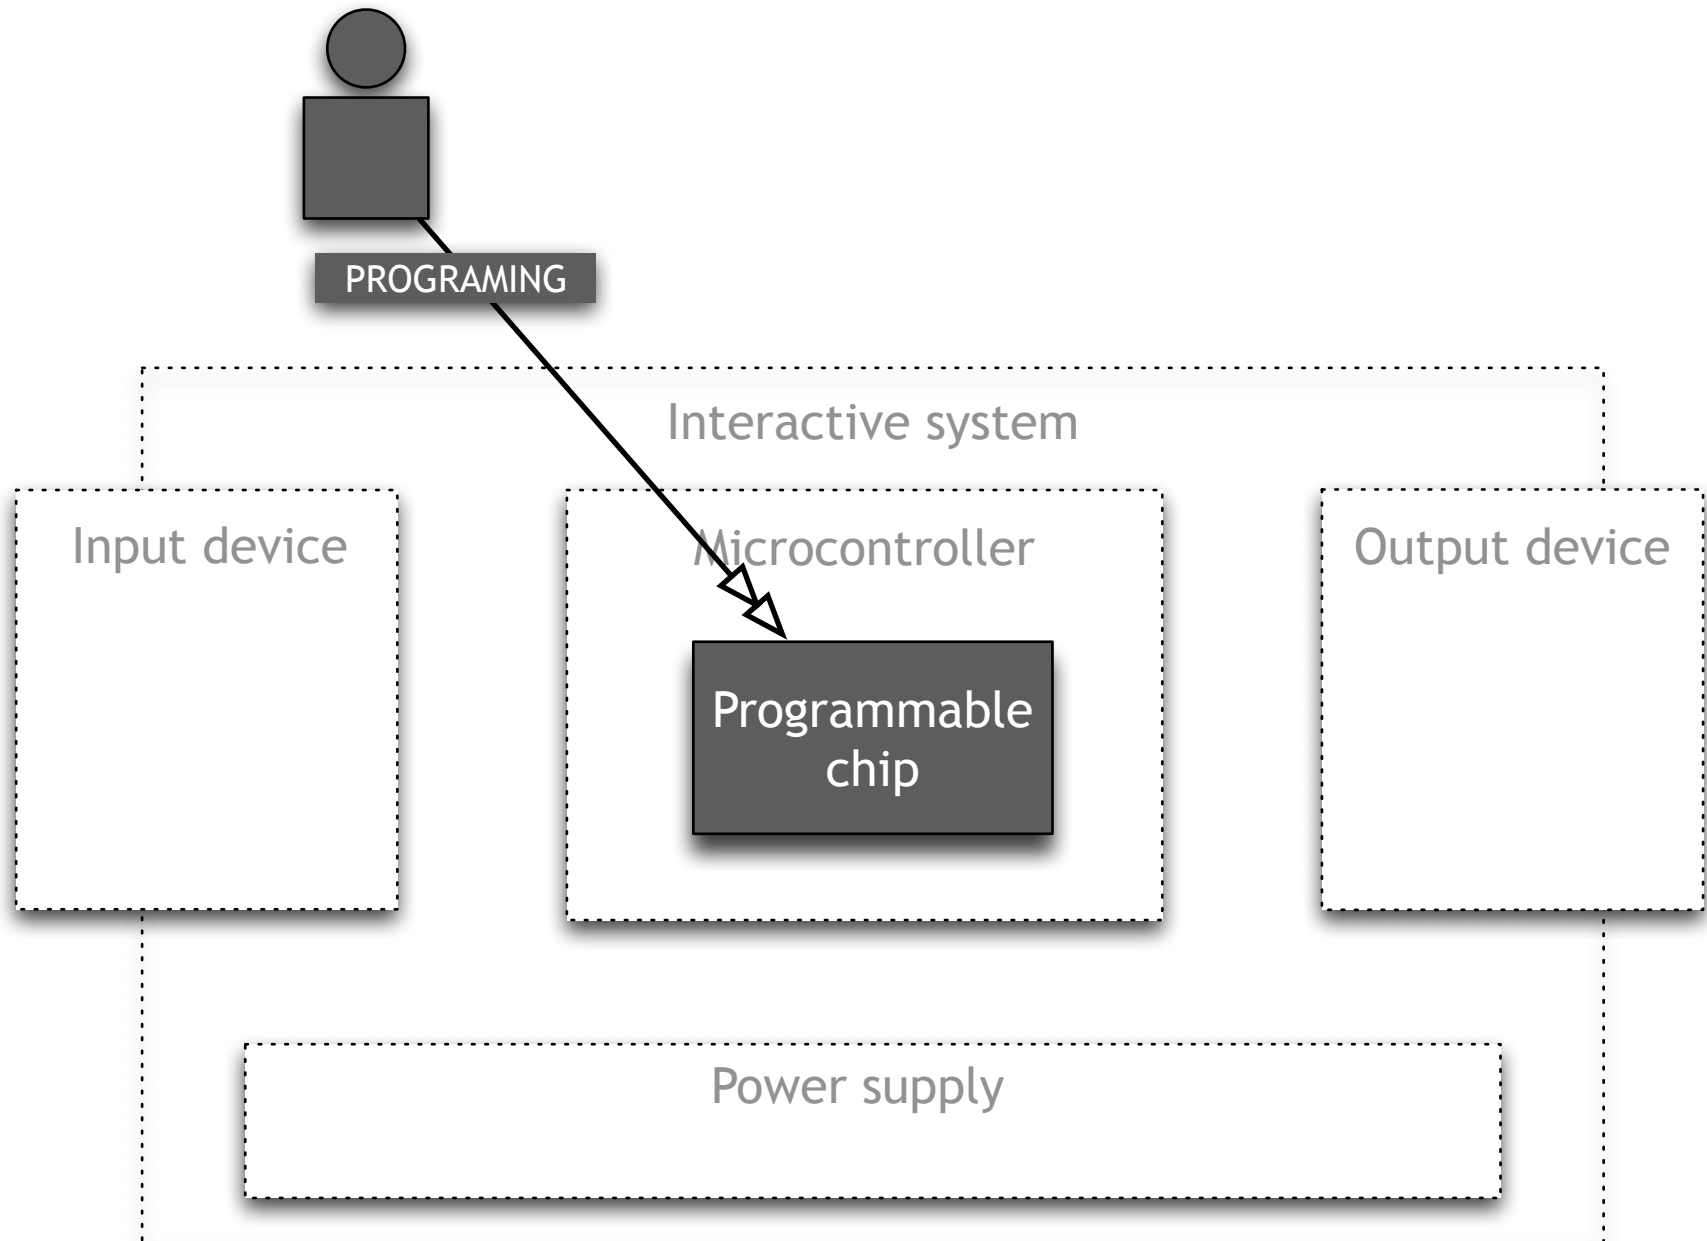 PROGRAMING
Interactive system
Input device
Microcontroller
Output device
Programmable
chip
Power supply